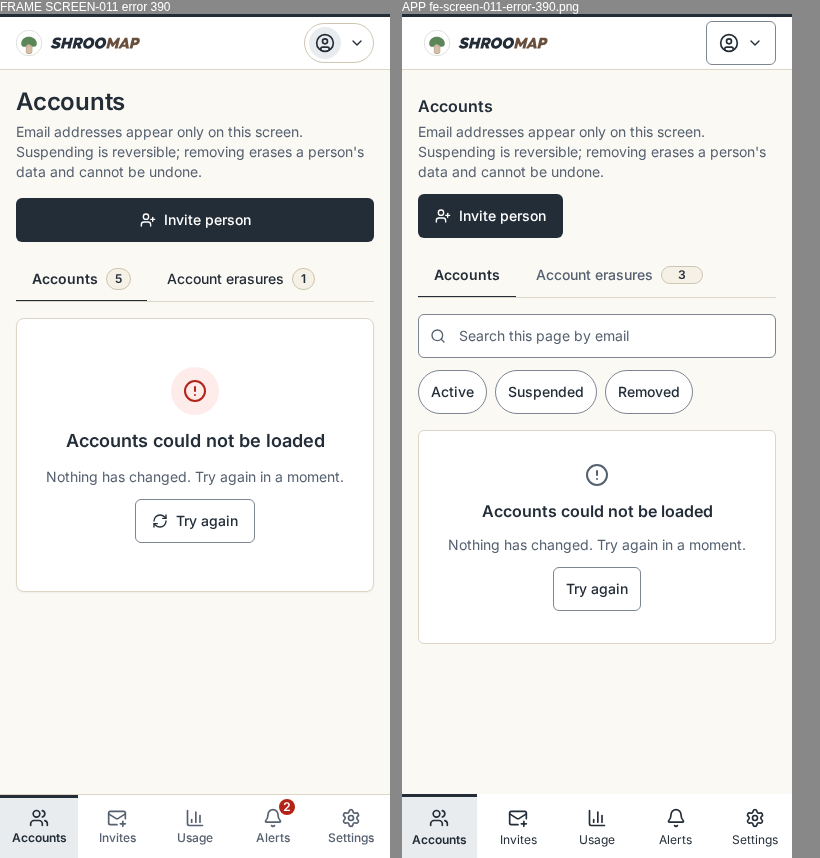 FRAME SCREEN-011 error 390
SHROOMAP
Accounts
Email addresses appear only on this screen.
Suspending is reversible; removing erases a person's
data and cannot be undone.
Invite person
Accounts 5 Account erasures 1
Accounts could not be loaded
Nothing has changed. Try again in a moment.
Try again
Accounts Invites Usage Alerts 2 Settings
APP fe-screen-011-error-390.png
SHROOMAP
Accounts
Email addresses appear only on this screen.
Suspending is reversible; removing erases a person's
data and cannot be undone.
Invite person
Accounts Account erasures 3
Search this page by email
Active Suspended Removed
Accounts could not be loaded
Nothing has changed. Try again in a moment.
Try again
Accounts Invites Usage Alerts Settings